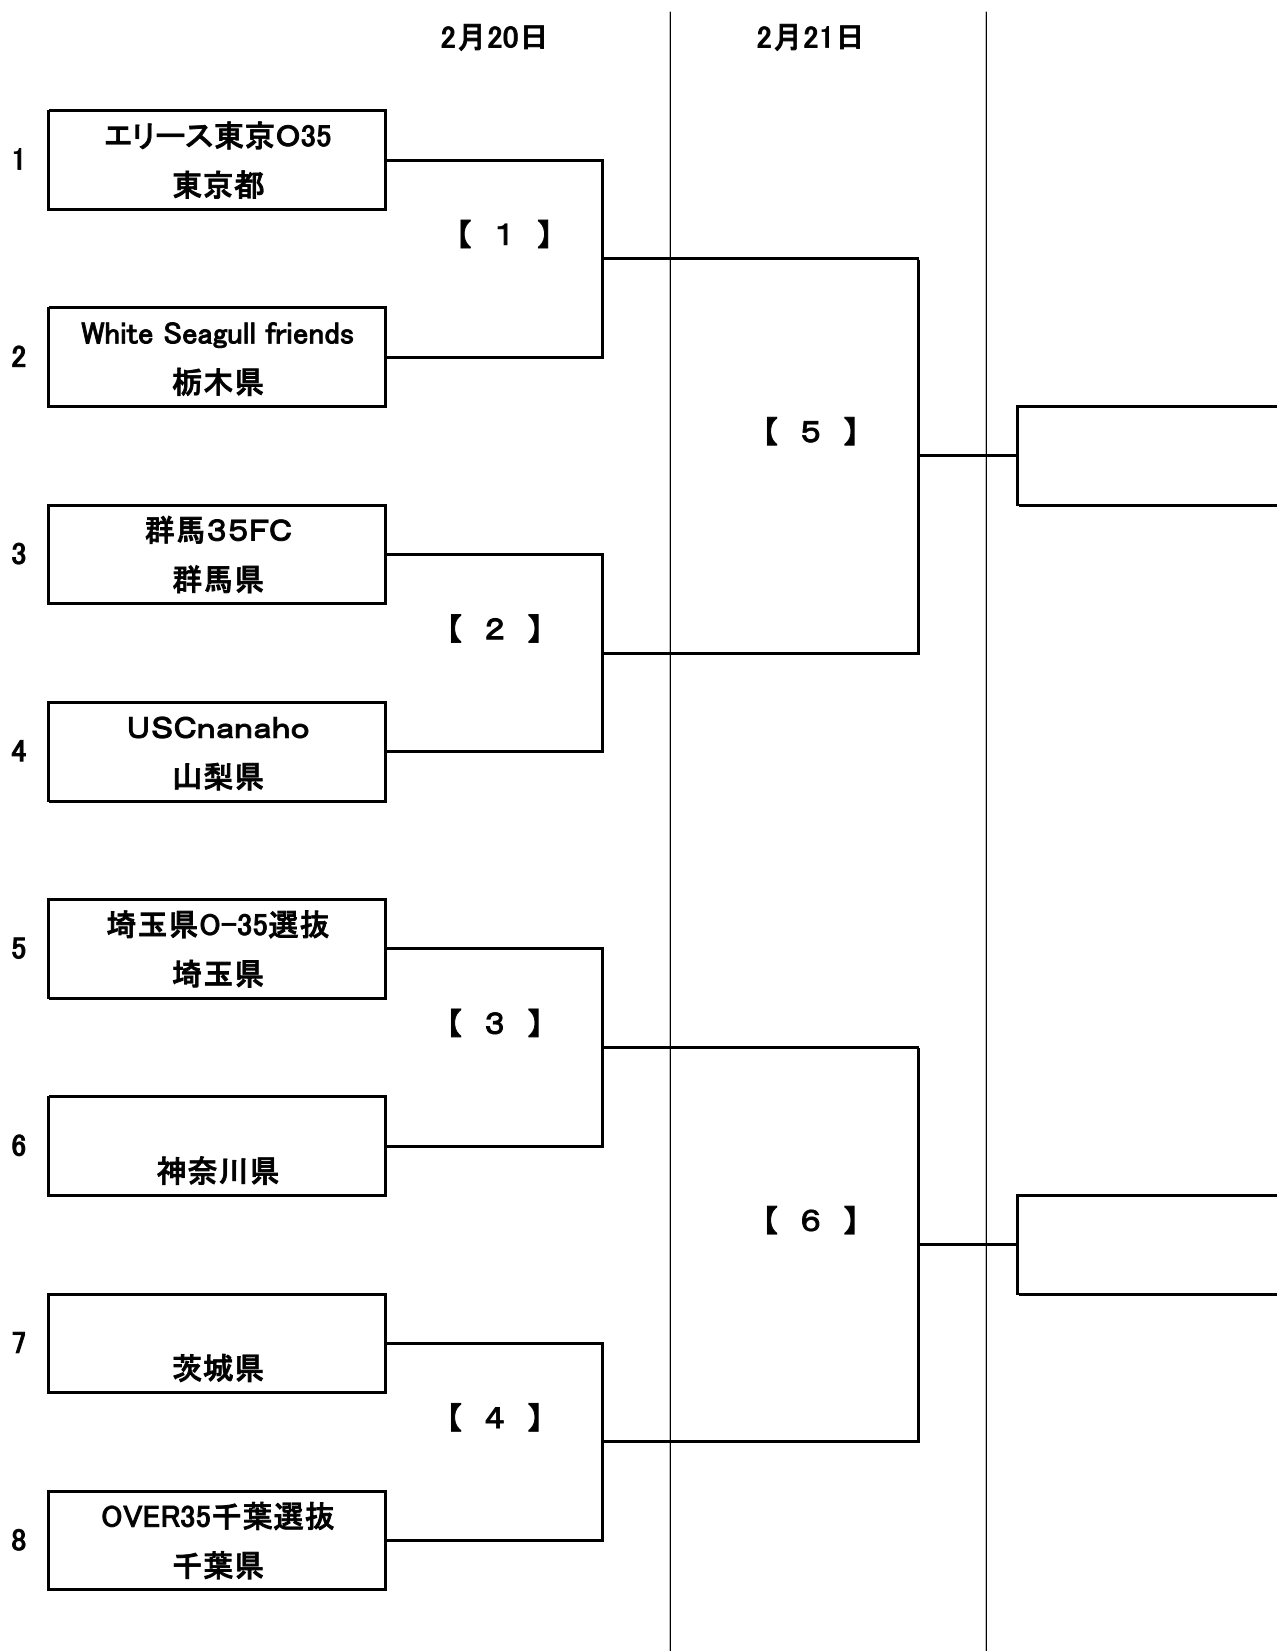 2月20日
2月21日
1
エリース東京O35
東京都
【 1 】
2
White Seagull friends
栃木県
【 5 】
3
群馬35FC
群馬県
【 2 】
4
USCnanaho
山梨県
5
埼玉県O-35選抜
埼玉県
【 3 】
6
神奈川県
【 6 】
7
茨城県
【 4 】
8
OVER35千葉選抜
千葉県